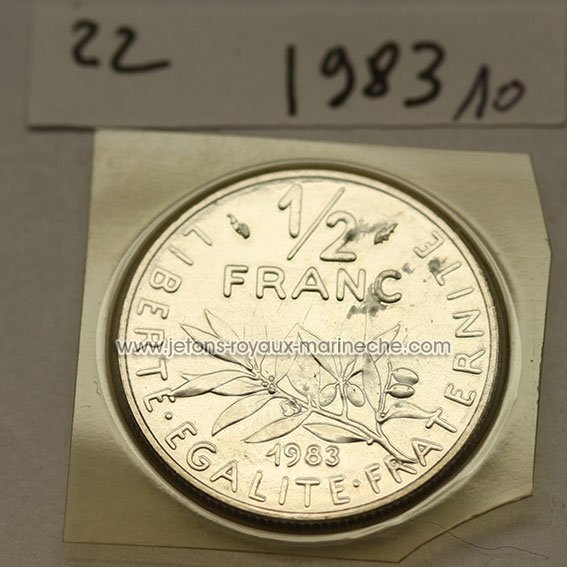 22 1983 10
1/2
FRANC
www.jetons-royaux-marineche.com
1983
LIBERTE·EGALITE·FRATERNITE